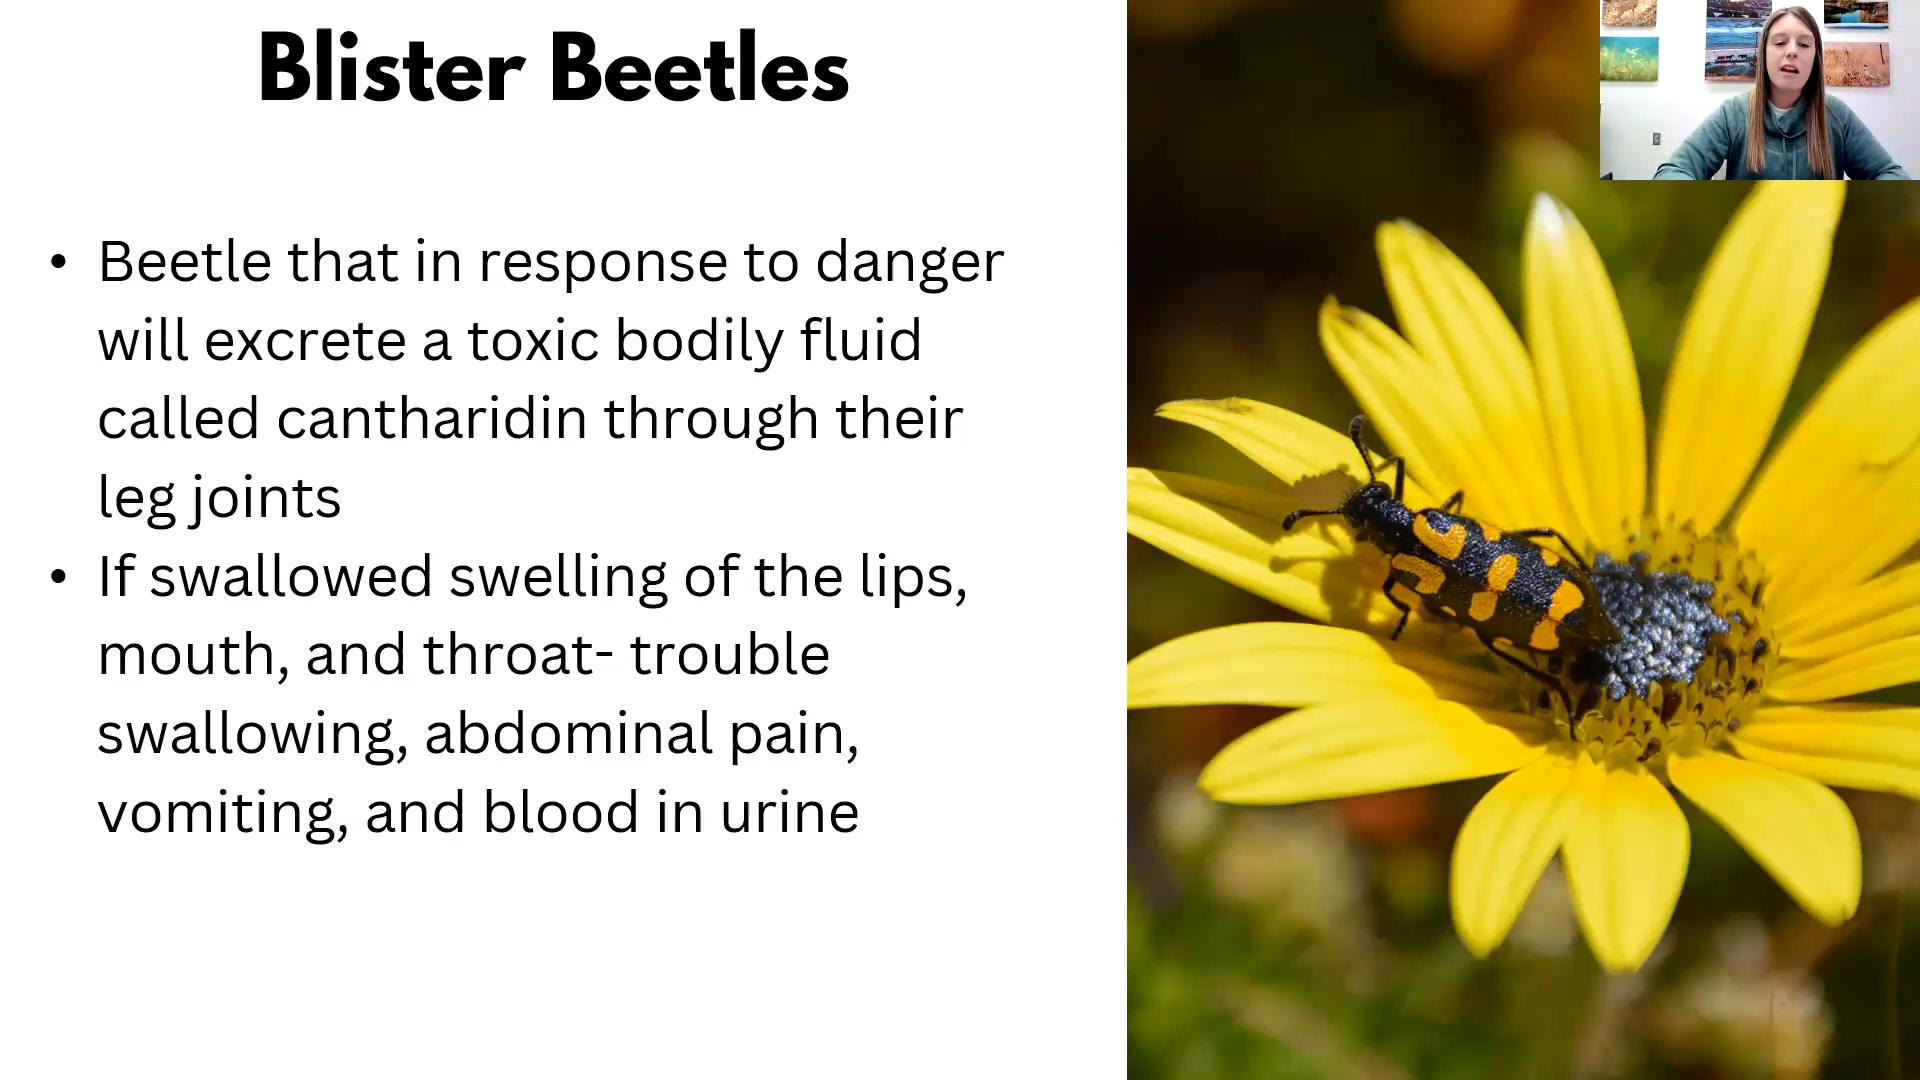 Blister Beetles
• Beetle that in response to danger
will excrete a toxic bodily fluid
called cantharidin through their
leg joints
• If swallowed swelling of the lips,
mouth, and throat- trouble
swallowing, abdominal pain,
vomiting, and blood in urine